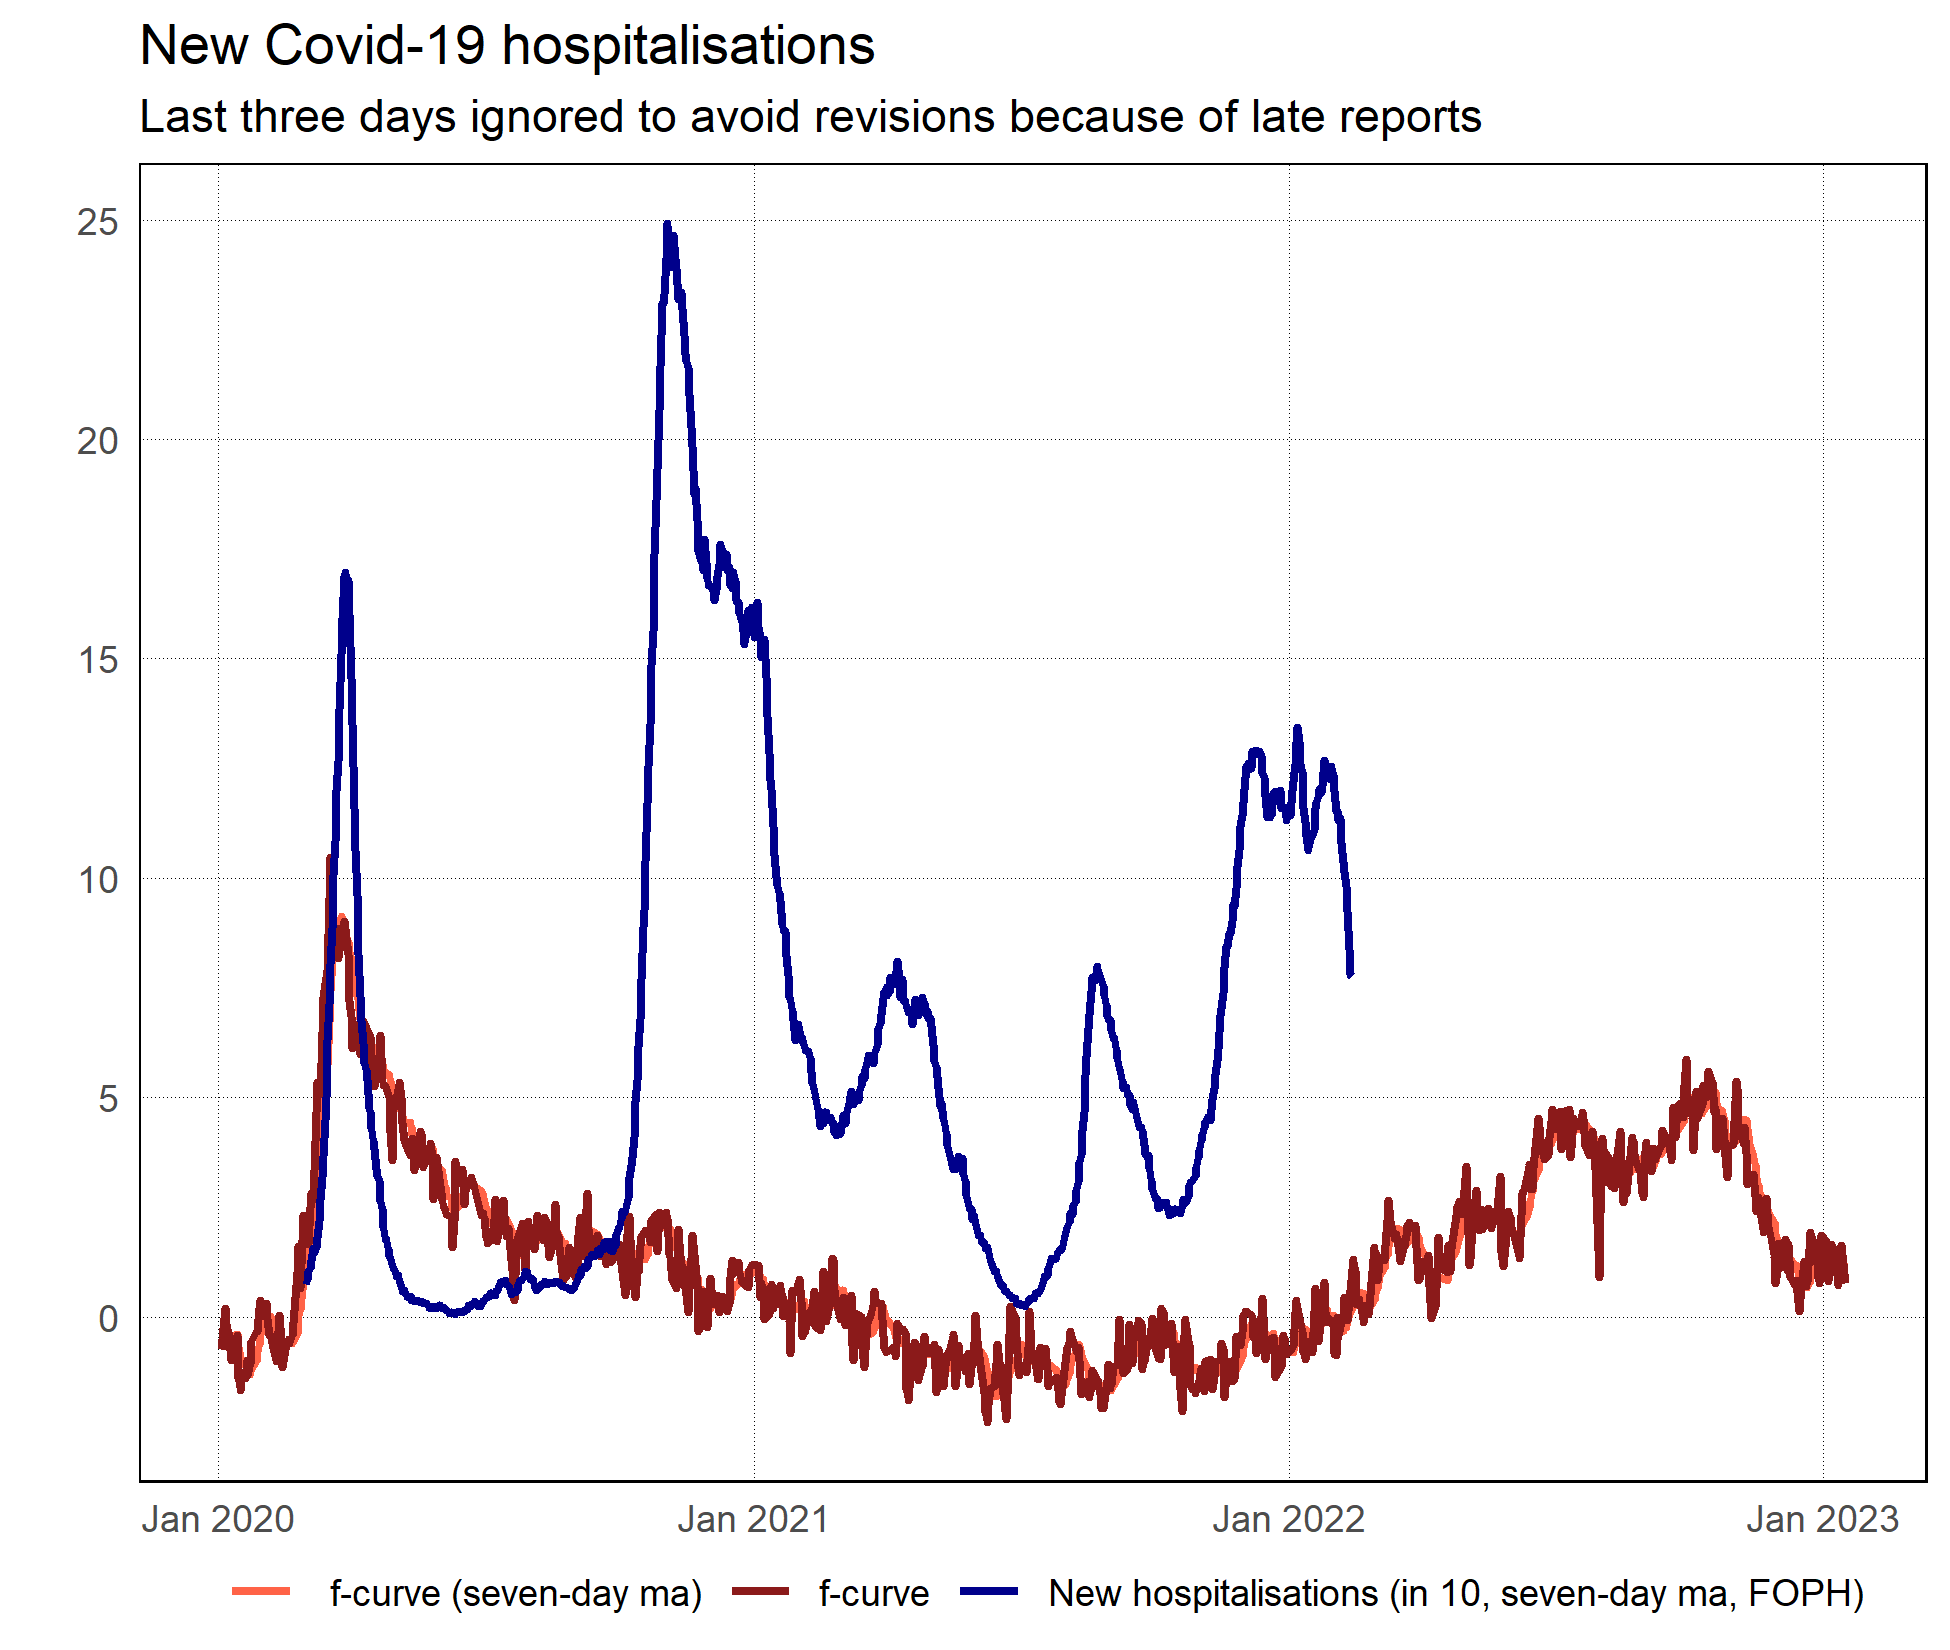 New Covid-19 hospitalisations
Last three days ignored to avoid revisions because of late reports
25
20
15
10
5
0
Jan 2020 Jan 2021 Jan 2022 Jan 2023
f-curve (seven-day ma) f-curve New hospitalisations (in 10, seven-day ma, FOPH)